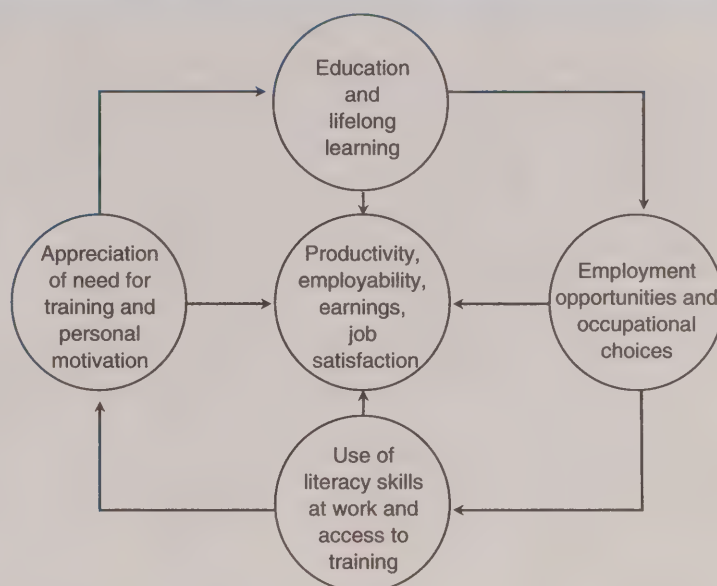 Education
and
lifelong
learning
Appreciation
of need for
training and
personal
motivation
Productivity,
employability,
earnings,
job
satisfaction
Employment
opportunities and
occupational
choices
Use of
literacy skills
at work and
access to
training